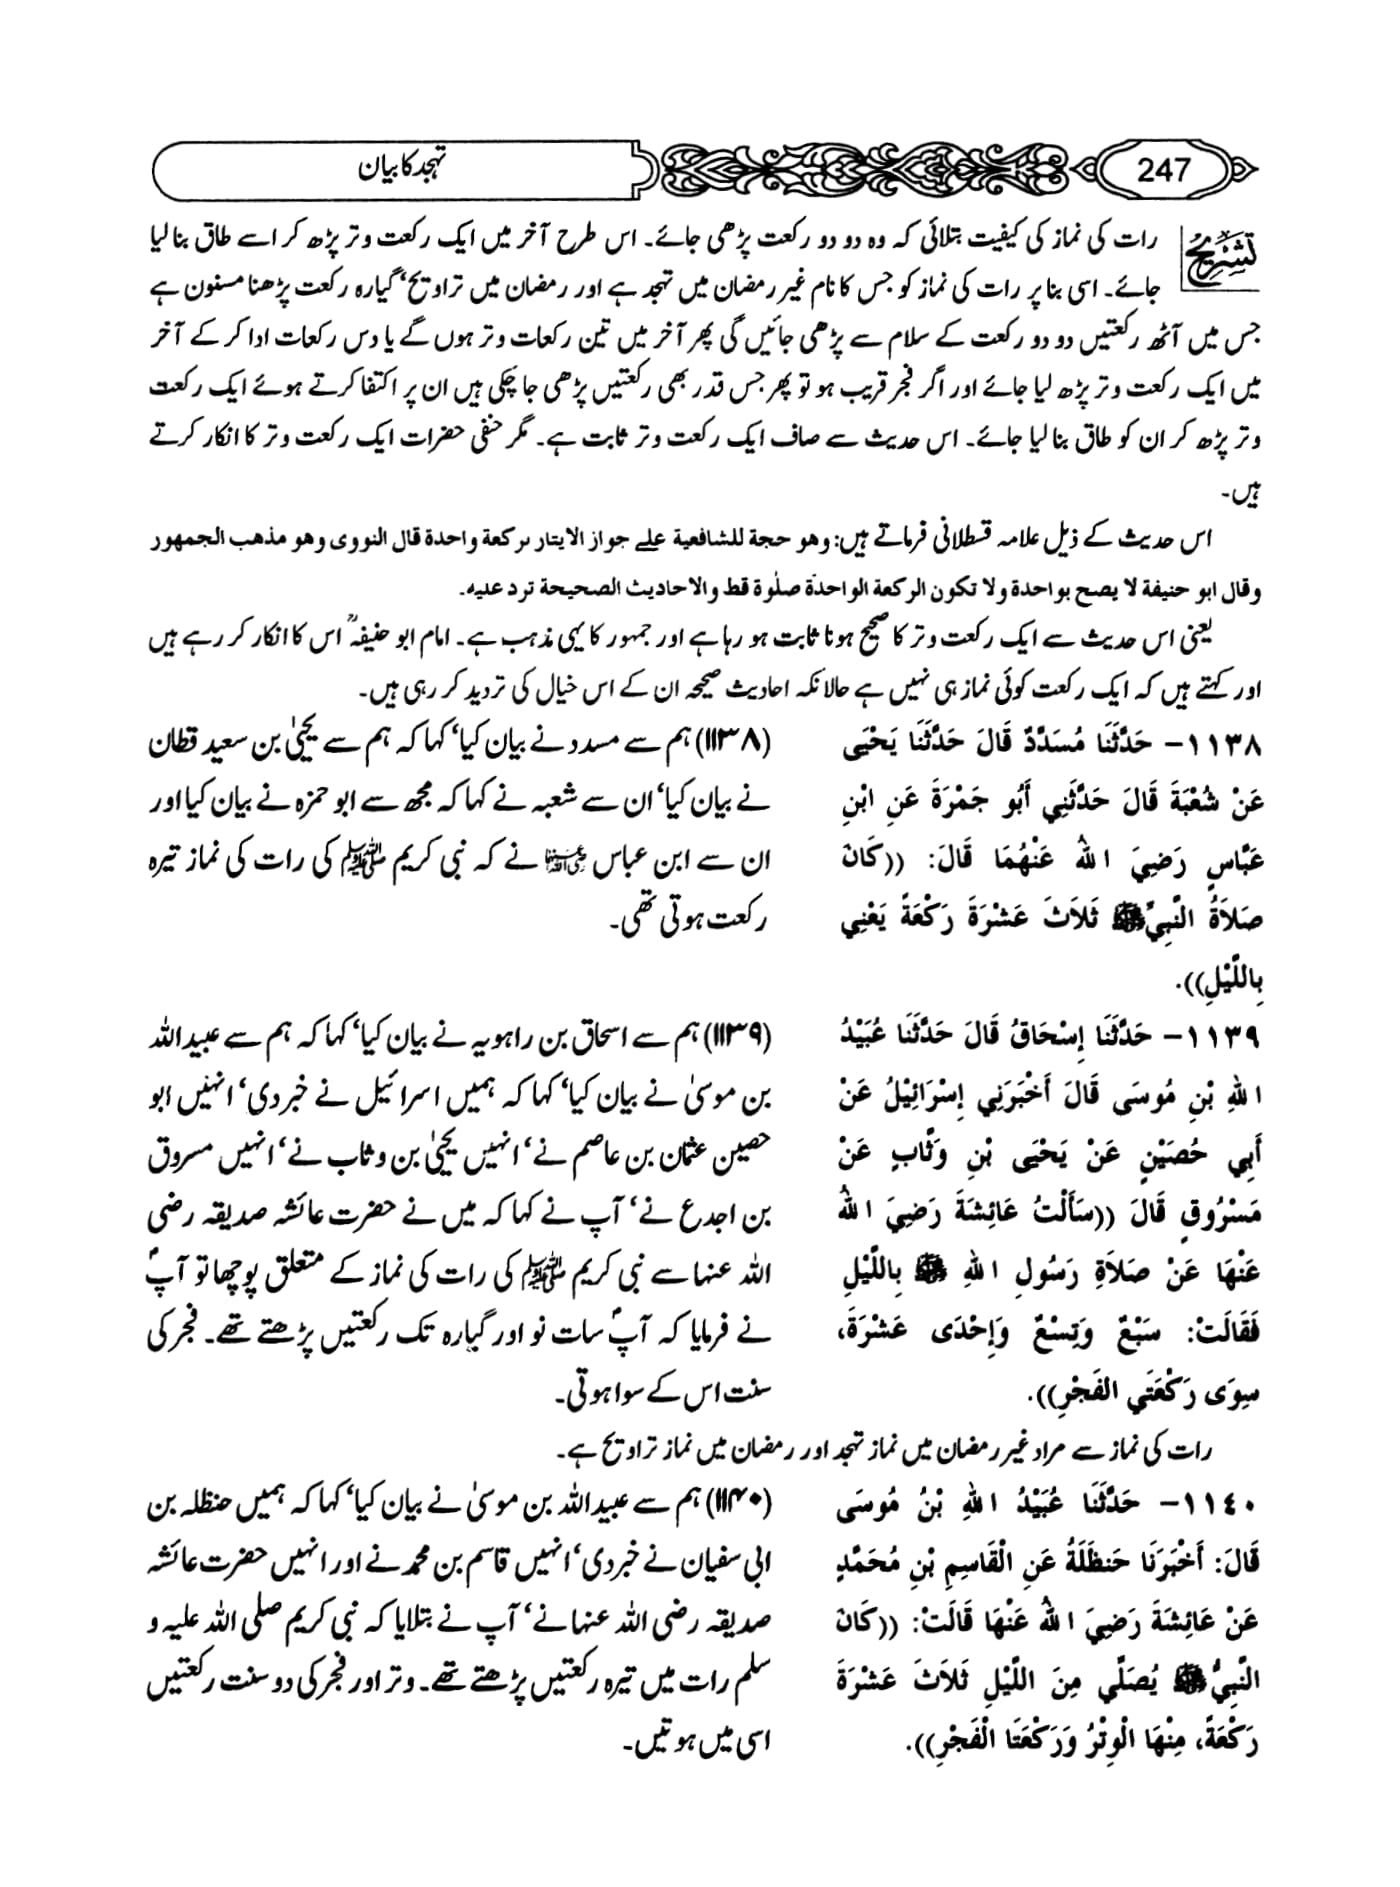 247
تہجد کا بیان
تشریح
رات کی نماز کی کیفیت بتلائی کہ وہ دو دو رکعت پڑھی جائے۔ اس طرح آخر میں ایک رکعت وتر پڑھ کر اسے طاق بنا لیا
جائے۔ اسی بنا پر رات کی نماز کو جس کا نام غیر رمضان میں تہجد ہے اور رمضان میں تراویح‘ گیارہ رکعت پڑھنا مسنون ہے
جس میں آٹھ رکعتیں دو دو رکعت کے سلام سے پڑھی جائیں گی پھر آخر میں تین رکعات وتر ہوں گے یا دس رکعات ادا کر کے آخر
میں ایک رکعت وتر پڑھ لیا جائے اور اگر فجر قریب ہو تو پھر جس قدر بھی رکعتیں پڑھی جا چکی ہیں ان پر اکتفا کرتے ہوئے ایک رکعت
وتر پڑھ کر ان کو طاق بنا لیا جائے۔ اس حدیث سے صاف ایک رکعت وتر ثابت ہے۔ مگر حنفی حضرات ایک رکعت وتر کا انکار کرتے
ہیں۔
اس حدیث کے ذیل علامہ قسطلانی فرماتے ہیں: وهو حجة للشافعية علے جواز الايتار بركعة واحدة قال النووی وهو مذهب الجمهور
وقال ابو حنيفة لا يصح بواحدة ولا تكون الركعة الواحدة صلٰوة قط والاحاديث الصحيحة ترد عليه۔
یعنی اس حدیث سے ایک رکعت وتر کا صحیح ہونا ثابت ہو رہا ہے اور جمہور کا یہی مذہب ہے۔ امام ابو حنیفہؒ اس کا انکار کر رہے ہیں
اور کہتے ہیں کہ ایک رکعت کوئی نماز ہی نہیں ہے حالانکہ احادیث صحیحہ ان کے اس خیال کی تردید کر رہی ہیں۔
١١٣٨- حَدَّثَنَا مُسَدَّدٌ قَالَ حَدَّثَنَا يَحْيَى
عَنْ شُعْبَةَ قَالَ حَدَّثَنِي أَبُو جَمْرَةَ عَنِ ابْنِ
عَبَّاسٍ رَضِيَ اللهُ عَنْهُمَا قَالَ: ((كَانَ
صَلاَةُ النَّبِيِّ ﷺ ثَلاَثَ عَشْرَةَ رَكْعَةً يَعْنِي
بِاللَّيْلِ)).
(۱۱۳۸) ہم سے مسدد نے بیان کیا‘ کہا کہ ہم سے یحییٰ بن سعید قطان
نے بیان کیا‘ ان سے شعبہ نے کہا کہ مجھ سے ابو حمزہ نے بیان کیا اور
ان سے ابن عباس رضی اللہ عنہما نے کہ نبی کریم ﷺ کی رات کی نماز تیرہ
رکعت ہوتی تھی۔
١١٣٩- حَدَّثَنَا إِسْحَاقُ قَالَ حَدَّثَنَا عُبَيْدُ
اللهِ بْنِ مُوسَى قَالَ أَخْبَرَنِي إِسْرَائِيْلُ عَنْ
أَبِي حُصَيْنٍ عَنْ يَحْيَى بْنِ وَثَّابٍ عَنْ
مَسْرُوقٍ قَالَ ((سَأَلْتُ عَائِشَةَ رَضِيَ اللهُ
عَنْهَا عَنْ صَلاَةِ رَسُولِ اللهِ ﷺ بِاللَّيْلِ
فَقَالَتْ: سَبْعٌ وَتِسْعٌ وَإِحْدَى عَشْرَةَ،
سِوَى رَكْعَتَيِ الفَجْرِ)).
(۱۱۳۹) ہم سے اسحاق بن راہویہ نے بیان کیا‘ کہا کہ ہم سے عبیداللہ
بن موسیٰ نے بیان کیا‘ کہا کہ ہمیں اسرائیل نے خبر دی‘ انہیں ابو
حصین عثمان بن عاصم نے‘ انہیں یحییٰ بن وثاب نے‘ انہیں مسروق
بن اجدع نے‘ آپ نے کہا کہ میں نے حضرت عائشہ صدیقہ رضی
اللہ عنہا سے نبی کریم ﷺ کی رات کی نماز کے متعلق پوچھا تو آپؐ
نے فرمایا کہ آپؐ سات نو اور گیارہ تک رکعتیں پڑھتے تھے۔ فجر کی
سنت اس کے سوا ہوتی۔
رات کی نماز سے مراد غیر رمضان میں نماز تہجد اور رمضان میں نماز تراویح ہے۔
١١٤٠- حَدَّثَنَا عُبَيْدُ اللهِ بْنُ مُوسَى
قَالَ: أَخْبَرَنَا حَنظَلَةُ عَنِ الْقَاسِمِ بْنِ مُحَمَّدٍ
عَنْ عَائِشَةَ رَضِيَ اللهُ عَنْهَا قَالَتْ: ((كَانَ
النَّبِيُّ ﷺ يُصَلِّي مِنَ اللَّيْلِ ثَلاَثَ عَشْرَةَ
رَكْعَةً، مِنْهَا الْوِتْرُ وَرَكْعَتَا الْفَجْرِ)).
(۱۱۴۰) ہم سے عبیداللہ بن موسیٰ نے بیان کیا‘ کہا کہ ہمیں حنظلہ بن
ابی سفیان نے خبر دی‘ انہیں قاسم بن محمد نے اور انہیں حضرت عائشہ
صدیقہ رضی اللہ عنہا نے‘ آپ نے بتلایا کہ نبی کریم صلی اللہ علیہ و
سلم رات میں تیرہ رکعتیں پڑھتے تھے۔ وتر اور فجر کی دو سنت رکعتیں
اسی میں ہوتیں۔